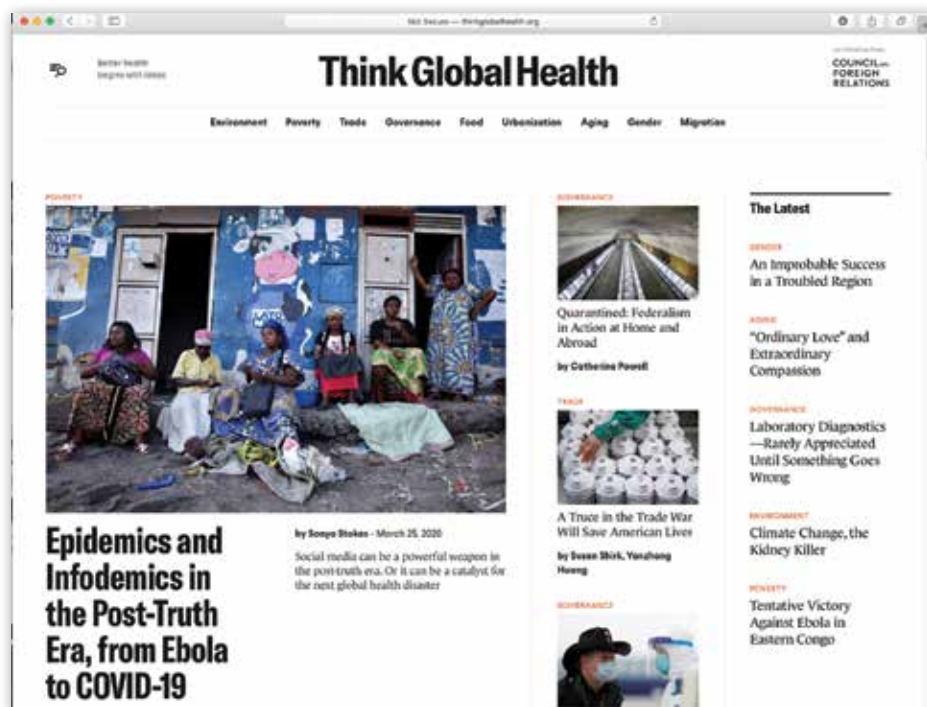 Not Secure — thinkglobalhealth.org
Better health
begins with ideas
Think Global Health
COUNCIL on
FOREIGN
RELATIONS
Environment Poverty Trade Governance Food Urbanization Aging Gender Migration
POVERTY
Epidemics and
Infodemics in
the Post-Truth
Era, from Ebola
to COVID-19
by Sonya Stokes - March 25, 2020
Social media can be a powerful weapon in
the post-truth era. Or it can be a catalyst for
the next global health disaster
GOVERNANCE
Quarantined: Federalism
in Action at Home and
Abroad
by Catherine Powell
TRADE
A Truce in the Trade War
Will Save American Lives
by Susan Shirk, Yanzhong
Huang
GOVERNANCE
The Latest
GENDER
An Improbable Success
in a Troubled Region
AGING
"Ordinary Love" and
Extraordinary
Compassion
GOVERNANCE
Laboratory Diagnostics
—Rarely Appreciated
Until Something Goes
Wrong
ENVIRONMENT
Climate Change, the
Kidney Killer
POVERTY
Tentative Victory
Against Ebola in
Eastern Congo